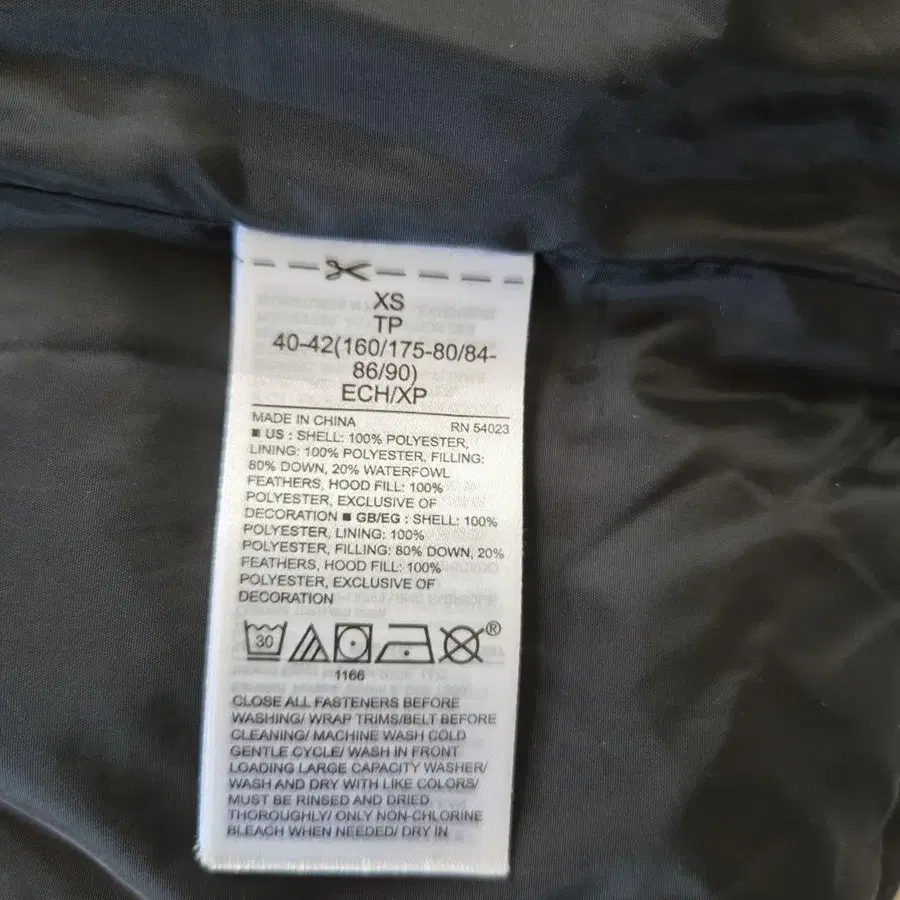 XS
TP
40-42(160/175-80/84-
86/90)
ECH/XP
MADE IN CHINA RN 54023
■ US : SHELL: 100% POLYESTER,
LINING: 100% POLYESTER, FILLING:
80% DOWN, 20% WATERFOWL
FEATHERS, HOOD FILL: 100%
POLYESTER, EXCLUSIVE OF
DECORATION ■ GB/EG : SHELL: 100%
POLYESTER, LINING: 100%
POLYESTER, FILLING: 80% DOWN, 20%
FEATHERS, HOOD FILL: 100%
POLYESTER, EXCLUSIVE OF
DECORATION
30 ®
1166
CLOSE ALL FASTENERS BEFORE
WASHING/ WRAP TRIMS/BELT BEFORE
CLEANING/ MACHINE WASH COLD
GENTLE CYCLE/ WASH IN FRONT
LOADING LARGE CAPACITY WASHER/
WASH AND DRY WITH LIKE COLORS/
MUST BE RINSED AND DRIED
THOROUGHLY/ ONLY NON-CHLORINE
BLEACH WHEN NEEDED/ DRY IN